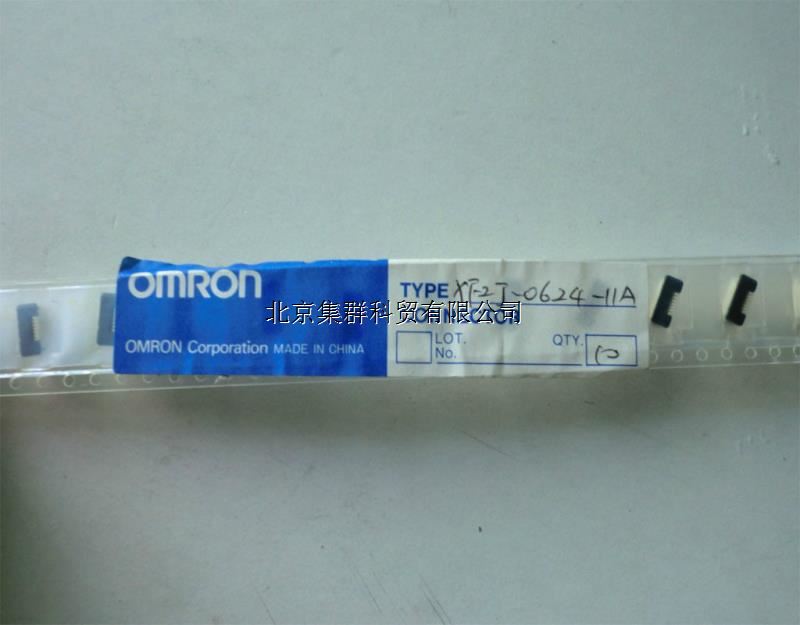 OMRON
TYPE XF2J-0624-11A
北京集群科贸有限公司
CONNECTOR
OMRON Corporation MADE IN CHINA
LOT. No.
QTY. 10